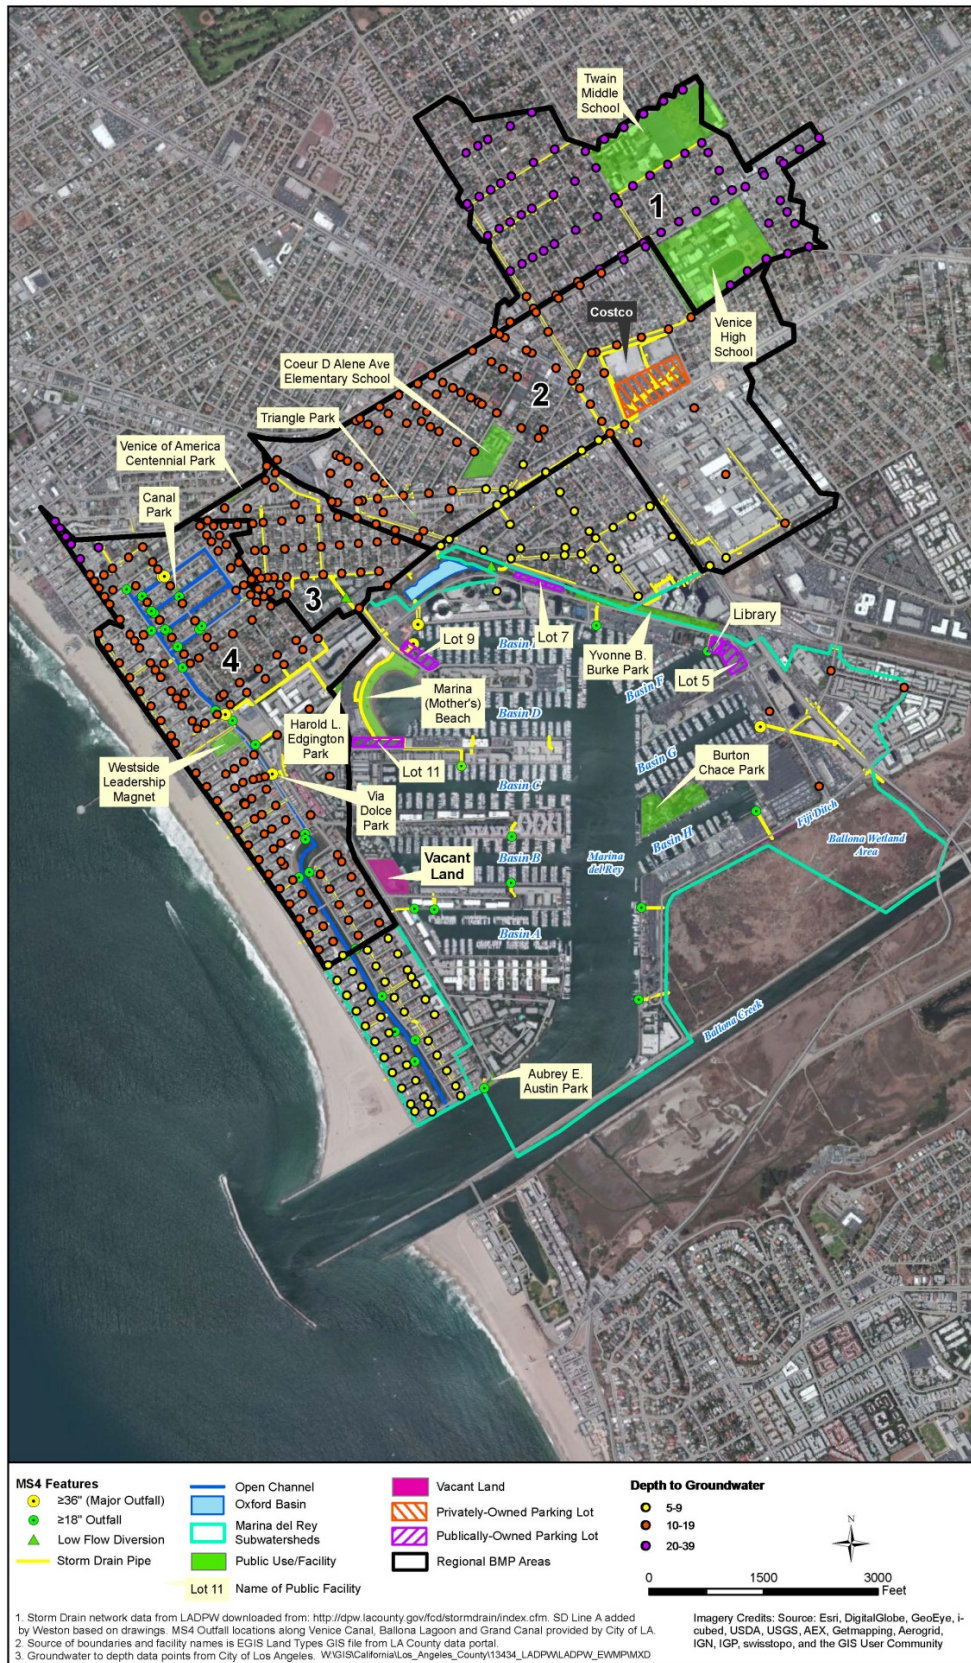 Twain
Middle
School
1
Costco
Venice
High
School
Coeur D Alene Ave
Elementary School
2
Triangle Park
Venice of America
Centennial Park
Canal
Park
3
Library
Lot 9
Lot 7
Yvonne B.
Burke Park
Lot 5
4
Basin F
Marina
(Mother's)
Beach
Basin D
Harold L.
Edgington
Park
Basin G
Westside
Leadership
Magnet
Lot 11
Basin C
Burton
Chace Park
Via
Dolce
Park
Fiji Ditch
Basin H
Ballona Wetland
Area
Vacant
Land
Basin B
Marina
del Rey
Basin A
Ballona Creek
Aubrey E.
Austin Park
MS4 Features
≥36" (Major Outfall)
≥18" Outfall
Low Flow Diversion
Storm Drain Pipe
Open Channel
Oxford Basin
Marina del Rey
Subwatersheds
Public Use/Facility
Lot 11 Name of Public Facility
Vacant Land
Privately-Owned Parking Lot
Publically-Owned Parking Lot
Regional BMP Areas
Depth to Groundwater
5-9
10-19
20-39
N
0 1500 3000
Feet
1. Storm Drain network data from LADPW downloaded from: http://dpw.lacounty.gov/fcd/stormdrain/index.cfm. SD Line A added
by Weston based on drawings. MS4 Outfall locations along Venice Canal, Ballona Lagoon and Grand Canal provided by City of LA.
2. Source of boundaries and facility names is EGIS Land Types GIS file from LA County data portal.
3. Groundwater to depth data points from City of Los Angeles. W:\GIS\California\Los_Angeles_County\13434_LADPW\LADPW_EWMP\MXD
Imagery Credits: Source: Esri, DigitalGlobe, GeoEye, i-
cubed, USDA, USGS, AEX, Getmapping, Aerogrid,
IGN, IGP, swisstopo, and the GIS User Community